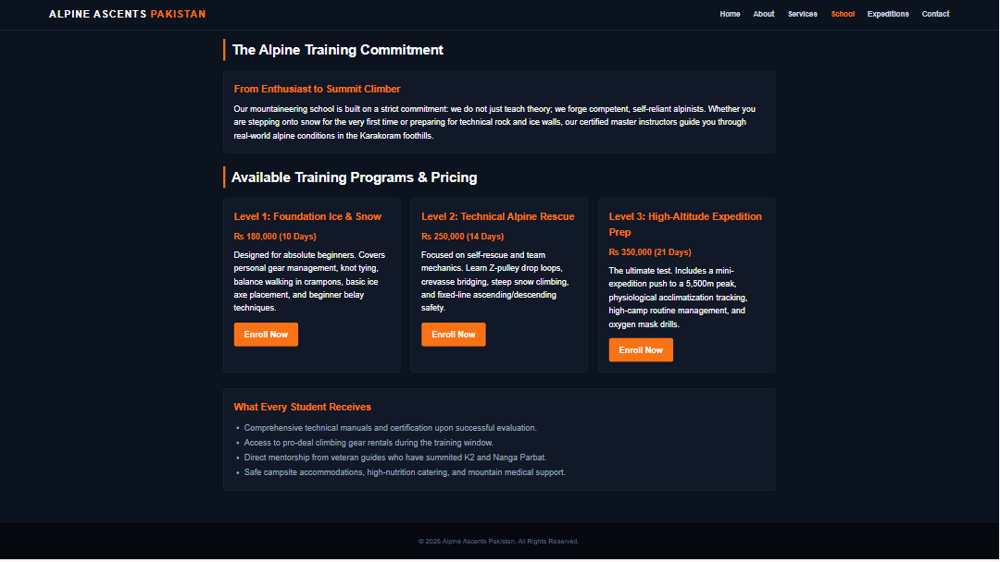 ALPINE ASCENTS PAKISTAN
Home About Services School Expeditions Contact
The Alpine Training Commitment
From Enthusiast to Summit Climber
Our mountaineering school is built on a strict commitment: we do not just teach theory; we forge competent, self-reliant alpinists. Whether you
are stepping onto snow for the very first time or preparing for technical rock and ice walls, our certified master instructors guide you through
real-world alpine conditions in the Karakoram foothills.
Available Training Programs & Pricing
Level 1: Foundation Ice & Snow
Rs 180,000 (10 Days)
Designed for absolute beginners. Covers
personal gear management, knot tying,
balance walking in crampons, basic ice
axe placement, and beginner belay
techniques.
Enroll Now
Level 2: Technical Alpine Rescue
Rs 250,000 (14 Days)
Focused on self-rescue and team
mechanics. Learn Z-pulley drop loops,
crevasse bridging, steep snow climbing,
and fixed-line ascending/descending
safety.
Enroll Now
Level 3: High-Altitude Expedition
Prep
Rs 350,000 (21 Days)
The ultimate test. Includes a mini-
expedition push to a 5,500m peak,
physiological acclimatization tracking,
high-camp routine management, and
oxygen mask drills.
Enroll Now
What Every Student Receives
• Comprehensive technical manuals and certification upon successful evaluation.
• Access to pro-deal climbing gear rentals during the training window.
• Direct mentorship from veteran guides who have summited K2 and Nanga Parbat.
• Safe campsite accommodations, high-nutrition catering, and mountain medical support.
© 2026 Alpine Ascents Pakistan. All Rights Reserved.